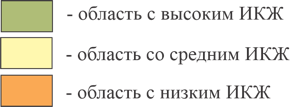 - область с высоким ИКЖ
- область со средним ИКЖ
- область с низким ИКЖ